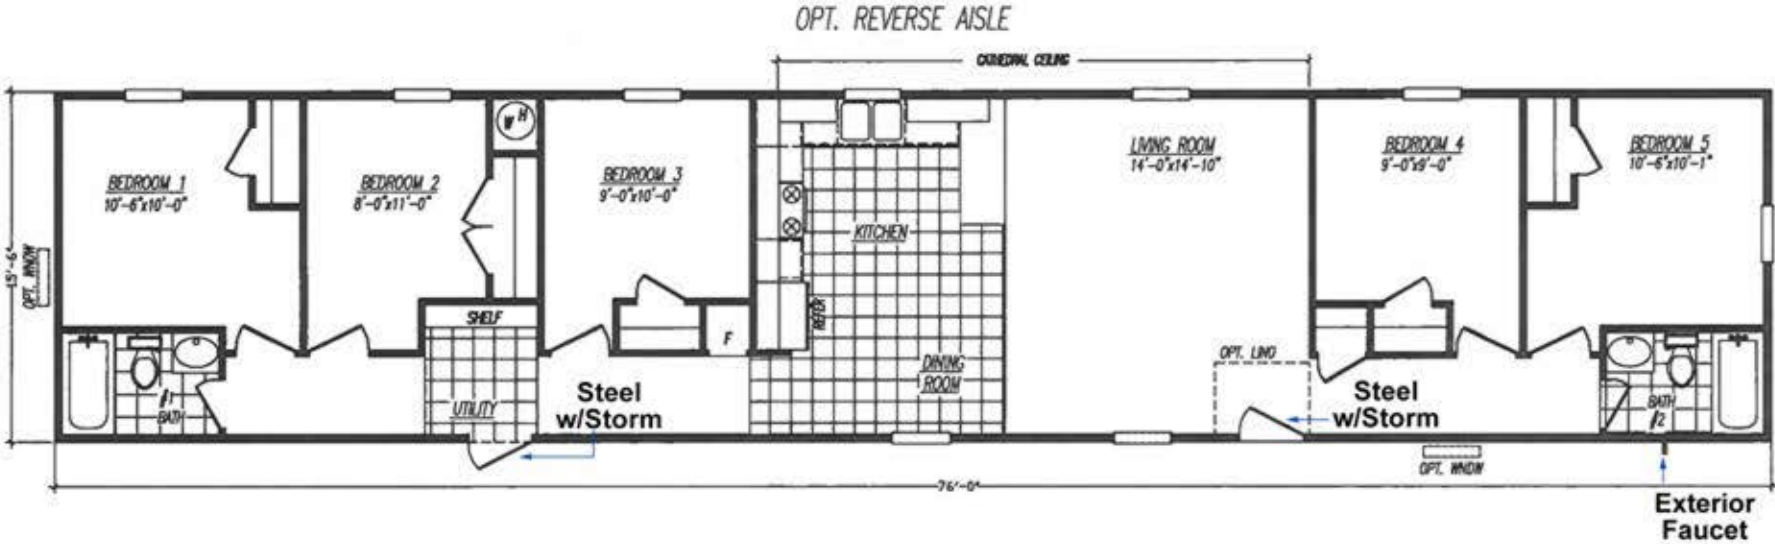 OPT. REVERSE AISLE
CATHEDRAL CEILING
W H
BEDROOM 1
10'-6"x10'-0"
BEDROOM 2
8'-0"x11'-0"
BEDROOM 3
9'-0"x10'-0"
LIVING ROOM
14'-0"x14'-10"
BEDROOM 4
9'-0"x9'-0"
BEDROOM 5
10'-6"x10'-1"
KITCHEN
15'-6"
OPT. WNDW
SHELF
REFER
F
OPT. LINO
DINING
ROOM
#1
BATH
UTILITY
Steel
w/Storm
Steel
w/Storm
BATH
#2
OPT. WNDW
76'-0"
Exterior
Faucet